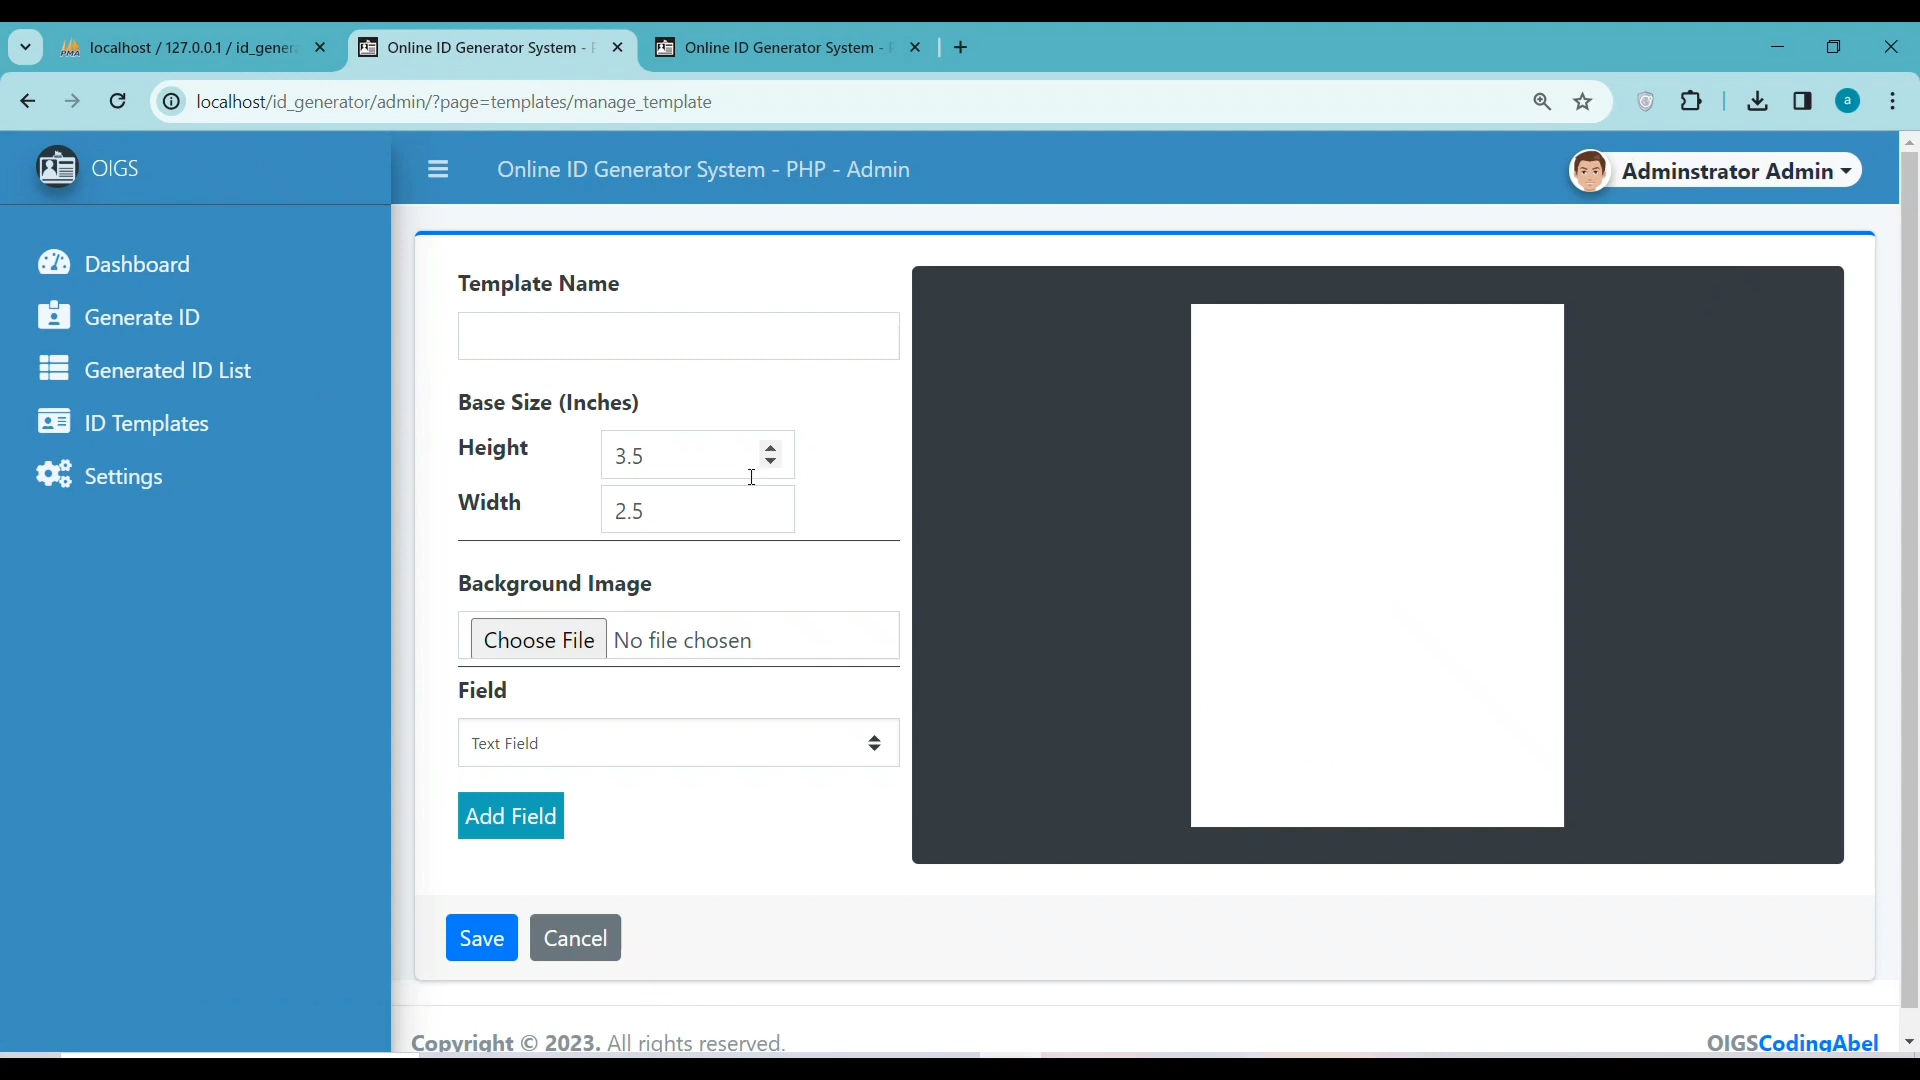 localhost / 127.0.0.1 / id_gener
Online ID Generator System -
Online ID Generator System -
localhost/id_generator/admin/?page=templates/manage_template
a
OIGS
Online ID Generator System - PHP - Admin
Adminstrator Admin
Dashboard
Generate ID
Generated ID List
ID Templates
Settings
Template Name
Base Size (Inches)
Height
3.5
Width
2.5
Background Image
Choose File No file chosen
Field
Text Field
Add Field
Save
Cancel
Copyright © 2023. All rights reserved.
OIGSCodingAbel